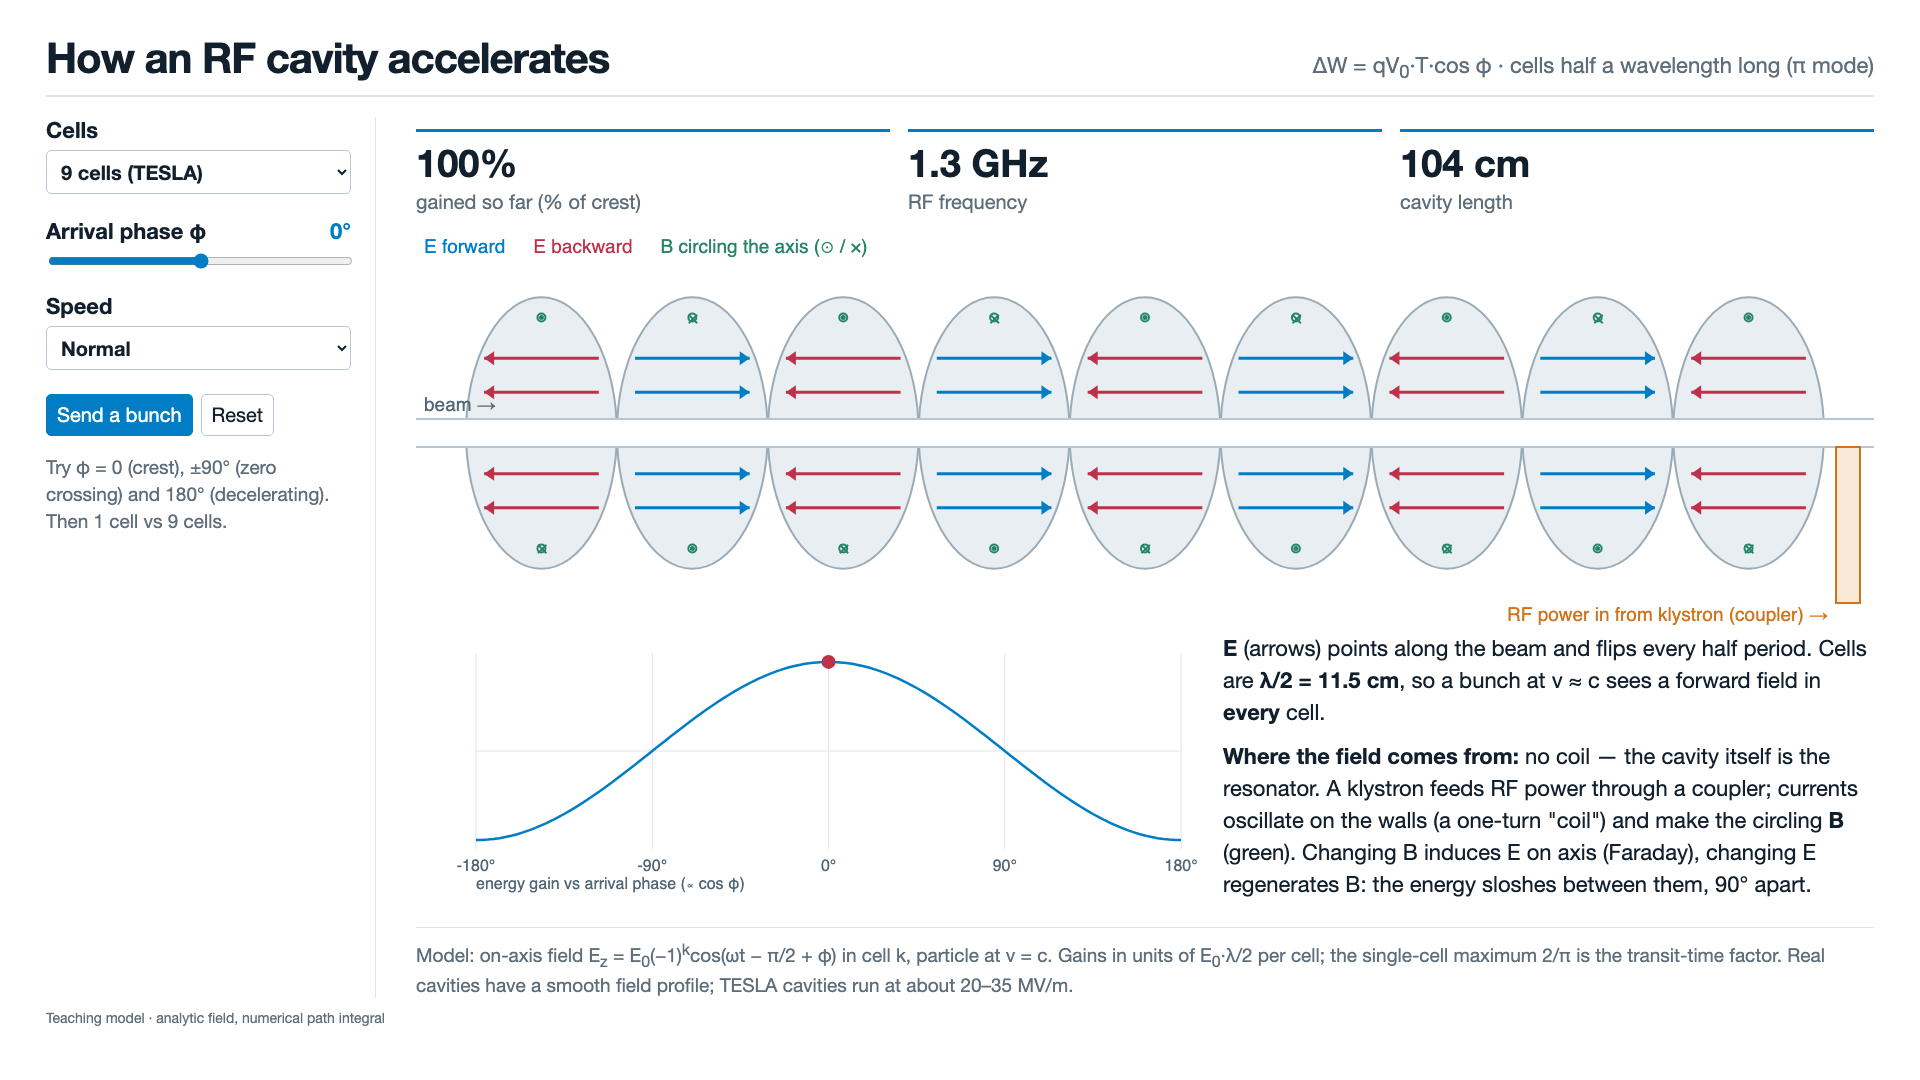 How an RF cavity accelerates
ΔW = qV₀·T·cos ϕ · cells half a wavelength long (π mode)
Cells
9 cells (TESLA)
Arrival phase ϕ 0°
Speed
Normal
Send a bunch Reset
Try ϕ = 0 (crest), ±90° (zero
crossing) and 180° (decelerating).
Then 1 cell vs 9 cells.
100%
gained so far (% of crest)
1.3 GHz
RF frequency
104 cm
cavity length
E forward E backward B circling the axis (⊙ / ×)
beam →
RF power in from klystron (coupler) →
-180° -90° 0° 90° 180°
energy gain vs arrival phase (∝ cos ϕ)
E (arrows) points along the beam and flips every half period. Cells
are λ/2 = 11.5 cm, so a bunch at v ≈ c sees a forward field in
every cell.
Where the field comes from: no coil — the cavity itself is the
resonator. A klystron feeds RF power through a coupler; currents
oscillate on the walls (a one-turn "coil") and make the circling B
(green). Changing B induces E on axis (Faraday), changing E
regenerates B: the energy sloshes between them, 90° apart.
Model: on-axis field E_z = E₀(−1)ᵏcos(ωt − π/2 + ϕ) in cell k, particle at v = c. Gains in units of E₀·λ/2 per cell; the single-cell maximum 2/π is the transit-time factor. Real
cavities have a smooth field profile; TESLA cavities run at about 20–35 MV/m.
Teaching model · analytic field, numerical path integral